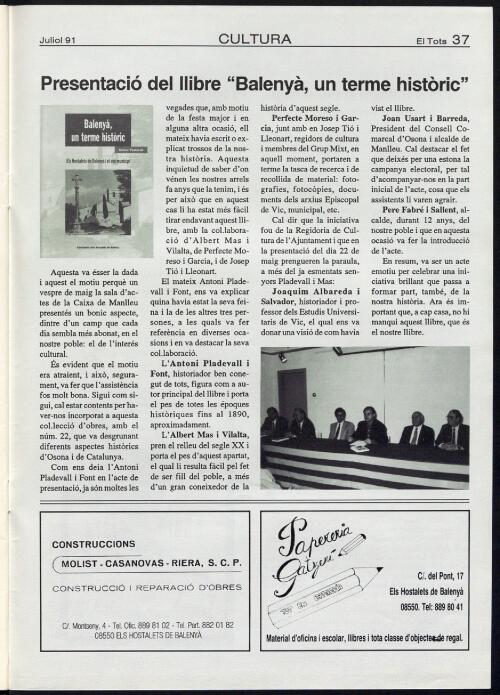 Juliol 91
CULTURA
El Tots 37
Presentació del llibre “Balenyà, un terme històric”
Balenyà,
un terme històric
Els Hostalets de Balenyà i el seu municipi
Aquesta va ésser la dada
i aquest el motiu perquè un
vespre de maig la sala d'ac-
tes de la Caixa de Manlleu
presentés un bonic aspecte,
dintre d'un camp que cada
dia sembla més abonat, en el
nostre poble: el de l'interés
cultural.
És evident que el motiu
era atraient, i això, segura-
ment, va fer que l'assistència
fos molt bona. Sigui com si-
gui, cal estar contents per ha-
ver-nos incorporat a aquesta
col.lecció d'obres, amb el
núm. 22, que va desgrunant
diferents aspectes històrics
d'Osona i de Catalunya.
Com ens deia l'Antoni
Pladevall i Font en l'acte de
presentació, ja són moltes les
vegades que, amb motiu
de la festa major i en
alguna altra ocasió, ell
mateix havia escrit o ex-
plicat trossos de la nos-
tra història. Aquesta
inquietud de saber d'on
vénen les nostres arrels
fa anys que la tenim, i és
per això que en aquest
cas li ha estat més fàcil
tirar endavant aquest lli-
bre, amb la col.labora-
ció d'Albert Mas i
Vilalta, de Perfecte Mo-
reso i Garcia, i de Josep
Tió i Lleonart.
El mateix Antoni Plade-
vall i Font, ens va explicar
quina havia estat la seva fei-
na i la de les altres tres per-
sones, a les quals va fer
referència en diverses oca-
sions i en va destacar la seva
col.laboració.
L'Antoni Pladevall i
Font, historiador ben cone-
gut de tots, figura com a au-
tor principal del llibre i porta
el pes de totes les époques
històriques fins al 1890,
aproximadament.
L'Albert Mas i Vilalta,
pren el relleu del segle XX i
porta el pes d'aquest apartat,
el qual li resulta fàcil pel fet
de ser fill del poble, a més
d'un gran coneixedor de la
història d'aquest segle.
Perfecte Moreso i Gar-
cia, junt amb en Josep Tió i
Lleonart, regidors de cultura
i membres del Grup Mixt, en
aquell moment, portaren a
terme la tasca de recerca i de
recollida de material: foto-
grafies, fotocòpies, docu-
ments dels arxius Episcopal
de Vic, municipal, etc.
Cal dir que la iniciativa
fou de la Regidoria de Cultu-
ra de l'Ajuntament i que en
la presentació del dia 22 de
maig prengueren la paraula,
a més del ja esmentats sen-
yors Pladevall i Mas:
Joaquim Albareda i
Salvador, historiador i pro-
fessor dels Estudis Universi-
taris de Vic, el qual ens va
donar una visió de com havia
vist el llibre.
Joan Usart i Barreda,
President del Consell Co-
marcal d'Osona i alcalde de
Manlleu. Cal destacar el fet
que deixés per una estona la
campanya electoral, per tal
d'acompanyar-nos en la part
inicial de l'acte, cosa que els
assistents li varen agrair.
Pere Fabré i Sallent, al-
calde, durant 12 anys, del
nostre poble i que en aquesta
ocasió va fer la introducció
de l'acte.
En resum, va ser un acte
emotiu per celebrar una ini-
ciativa brillant que passa a
formar part, també, de la
nostra història. Ara és im-
portant que, a cap casa, no hi
manqui aquest llibre, que és
el nostre llibre.
CONSTRUCCIONS
MOLIST - CASANOVAS - RIERA, S. C. P.
CONSTRUCCIÓ I REPARACIÓ D'OBRES
C/. Montseny, 4 - Tel. Ofic. 889 81 02 - Tel. Part. 882 01 82
08550 ELS HOSTALETS DE BALENYÀ
Papereria
C/. del Pont, 17
Els Hostalets de Balenyà
08550. Tel: 889 80 41
Material d'oficina i escolar, llibres i tota classe d'objectes de regal.